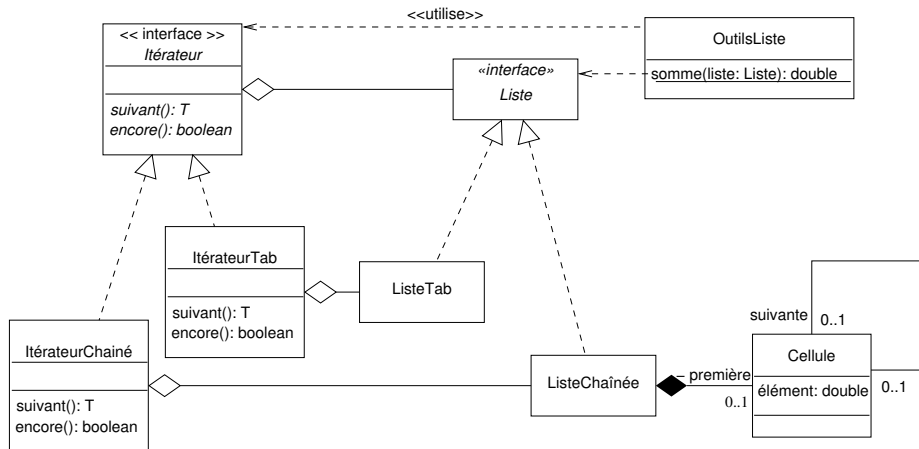 <<utilise>>
<< interface >>
Itérateur
suivant(): T
encore(): boolean
«interface»
Liste
OutilsListe
somme(liste: Liste): double
ItérateurTab
suivant(): T
encore(): boolean
ListeTab
ItérateurChainé
suivant(): T
encore(): boolean
ListeChaînée
− première
0..1
suivante
0..1
Cellule
élément: double
0..1